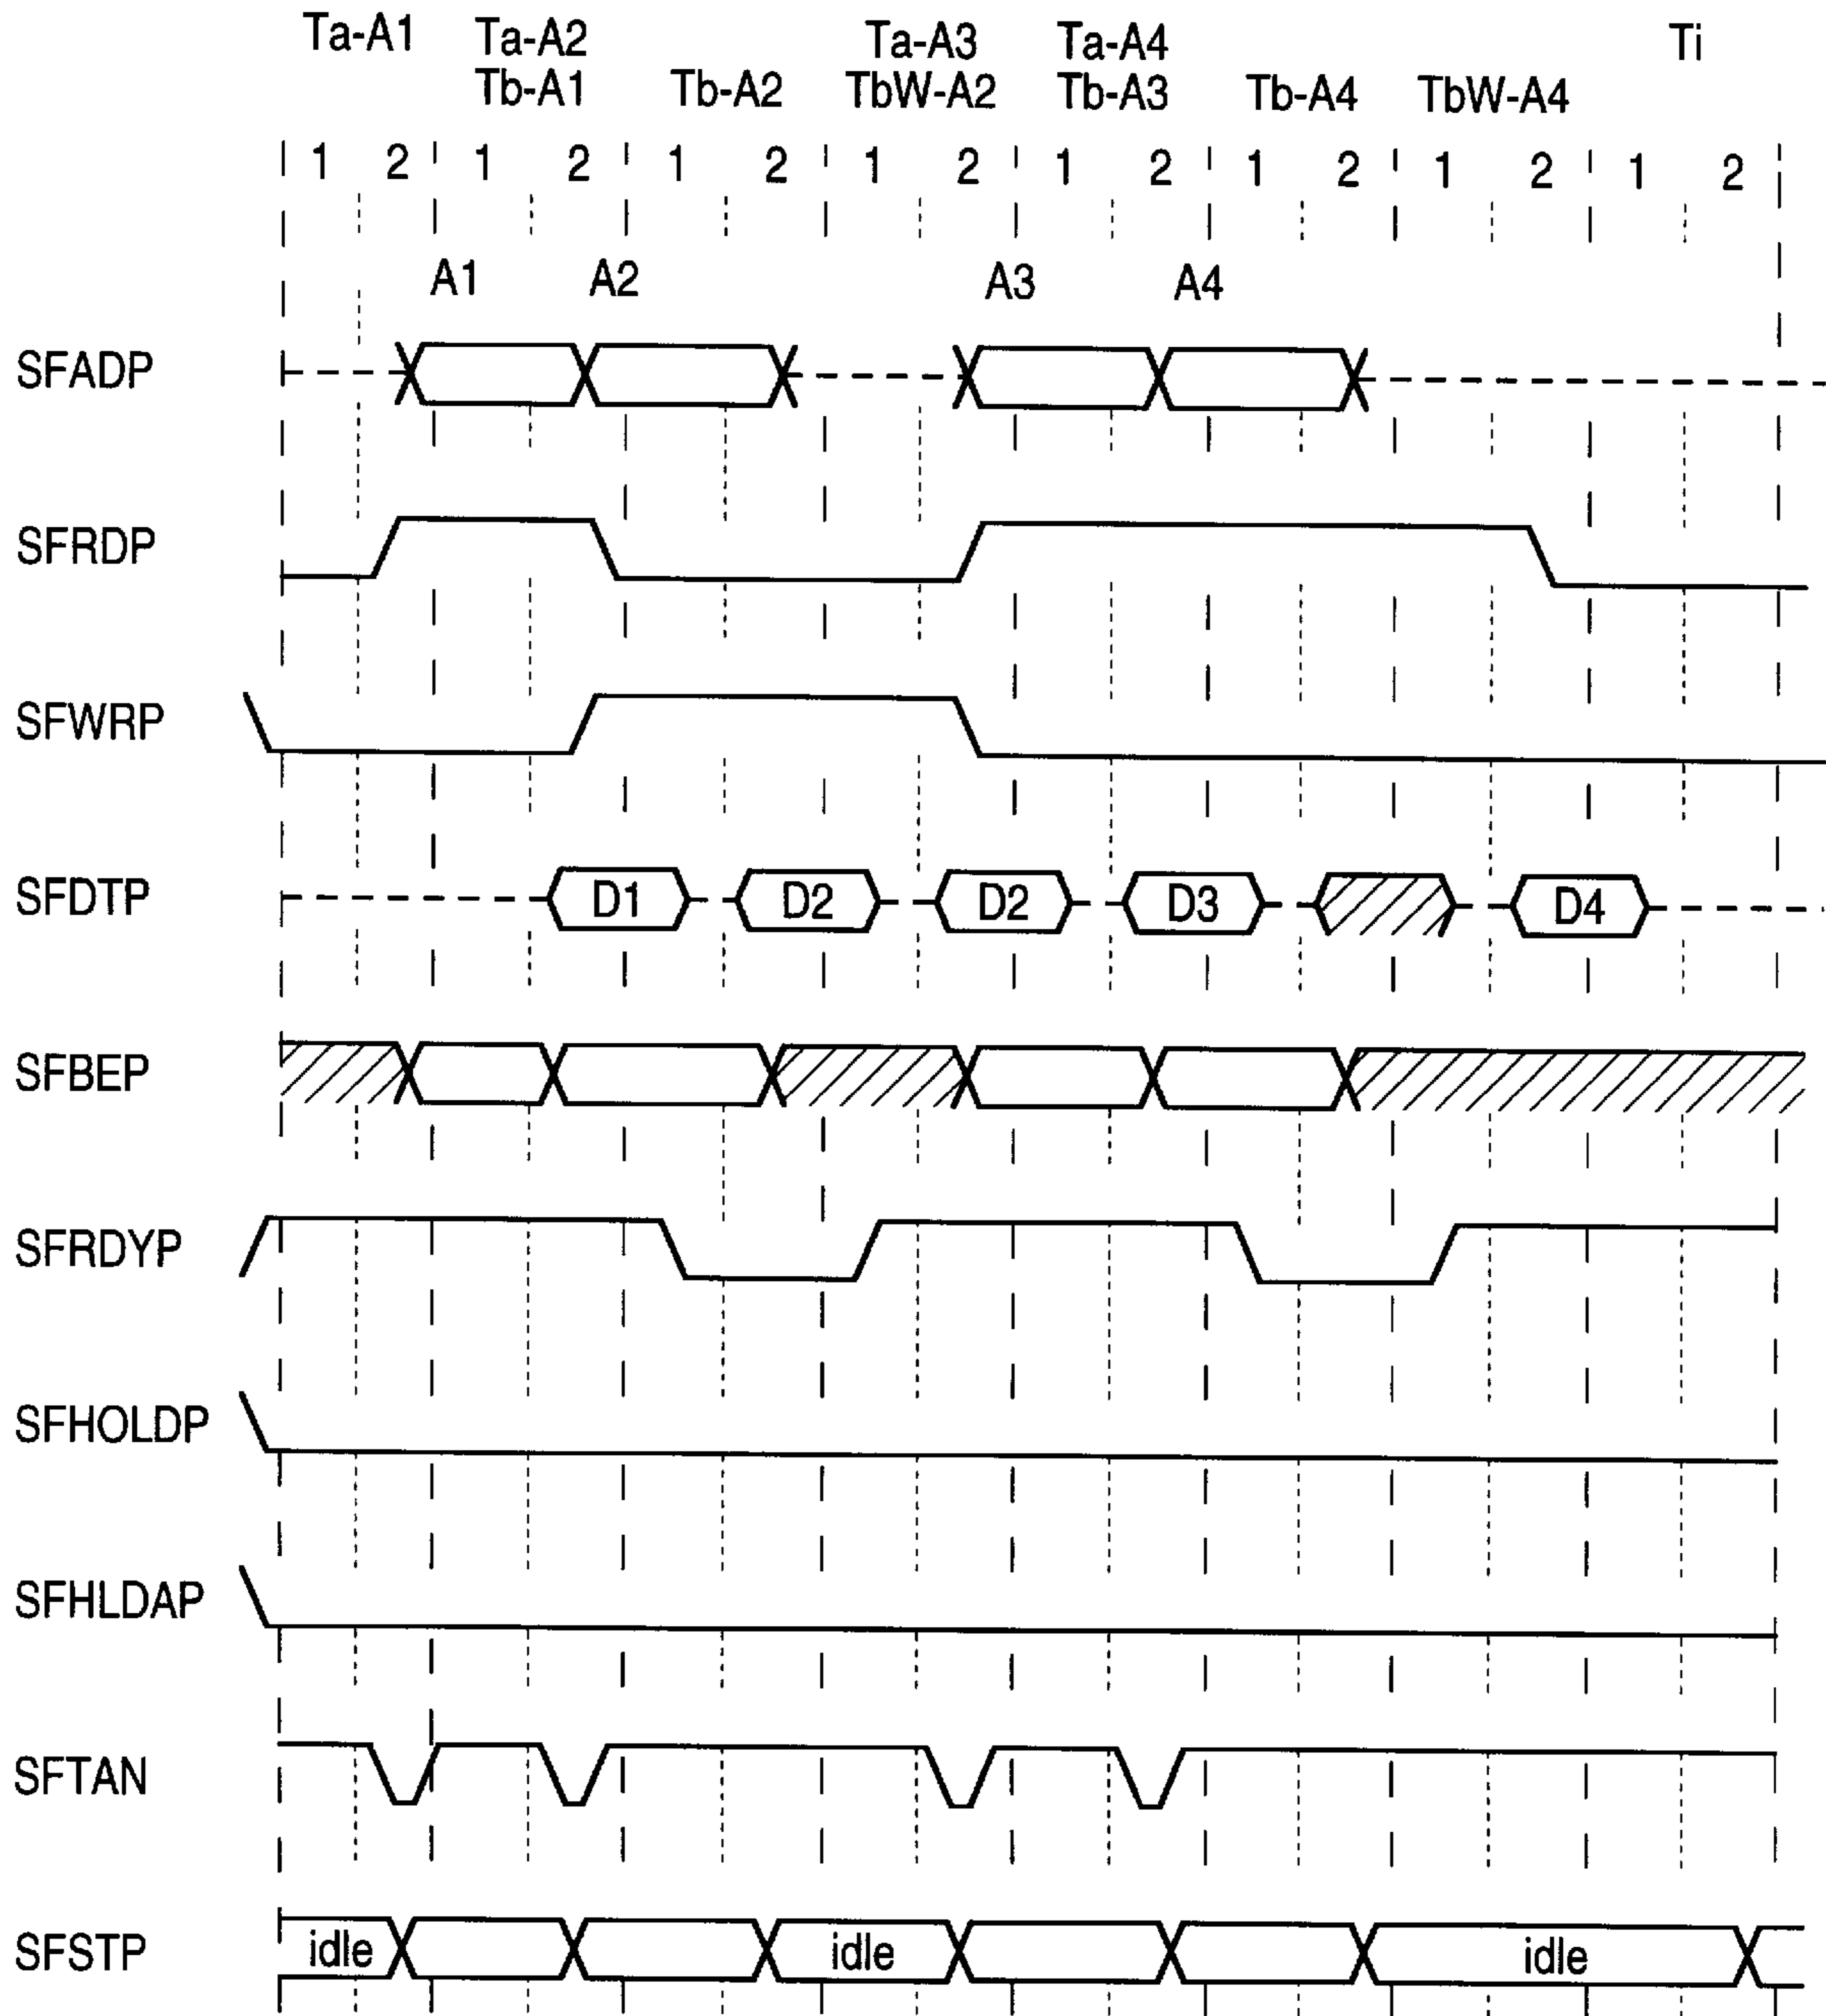 Ta-A1 Ta-A2 Ta-A3 Ta-A4 Ti
Tb-A1 Tb-A2 TbW-A2 Tb-A3 Tb-A4 TbW-A4
1 2 1 2 1 2 1 2 1 2 1 2 1 2 1 2
A1 A2 A3 A4
SFADP
SFRDP
SFWRP
SFDTP D1 D2 D2 D3 D4
SFBEP
SFRDYP
SFHOLDP
SFHLDAP
SFTAN
SFSTP idle idle idle